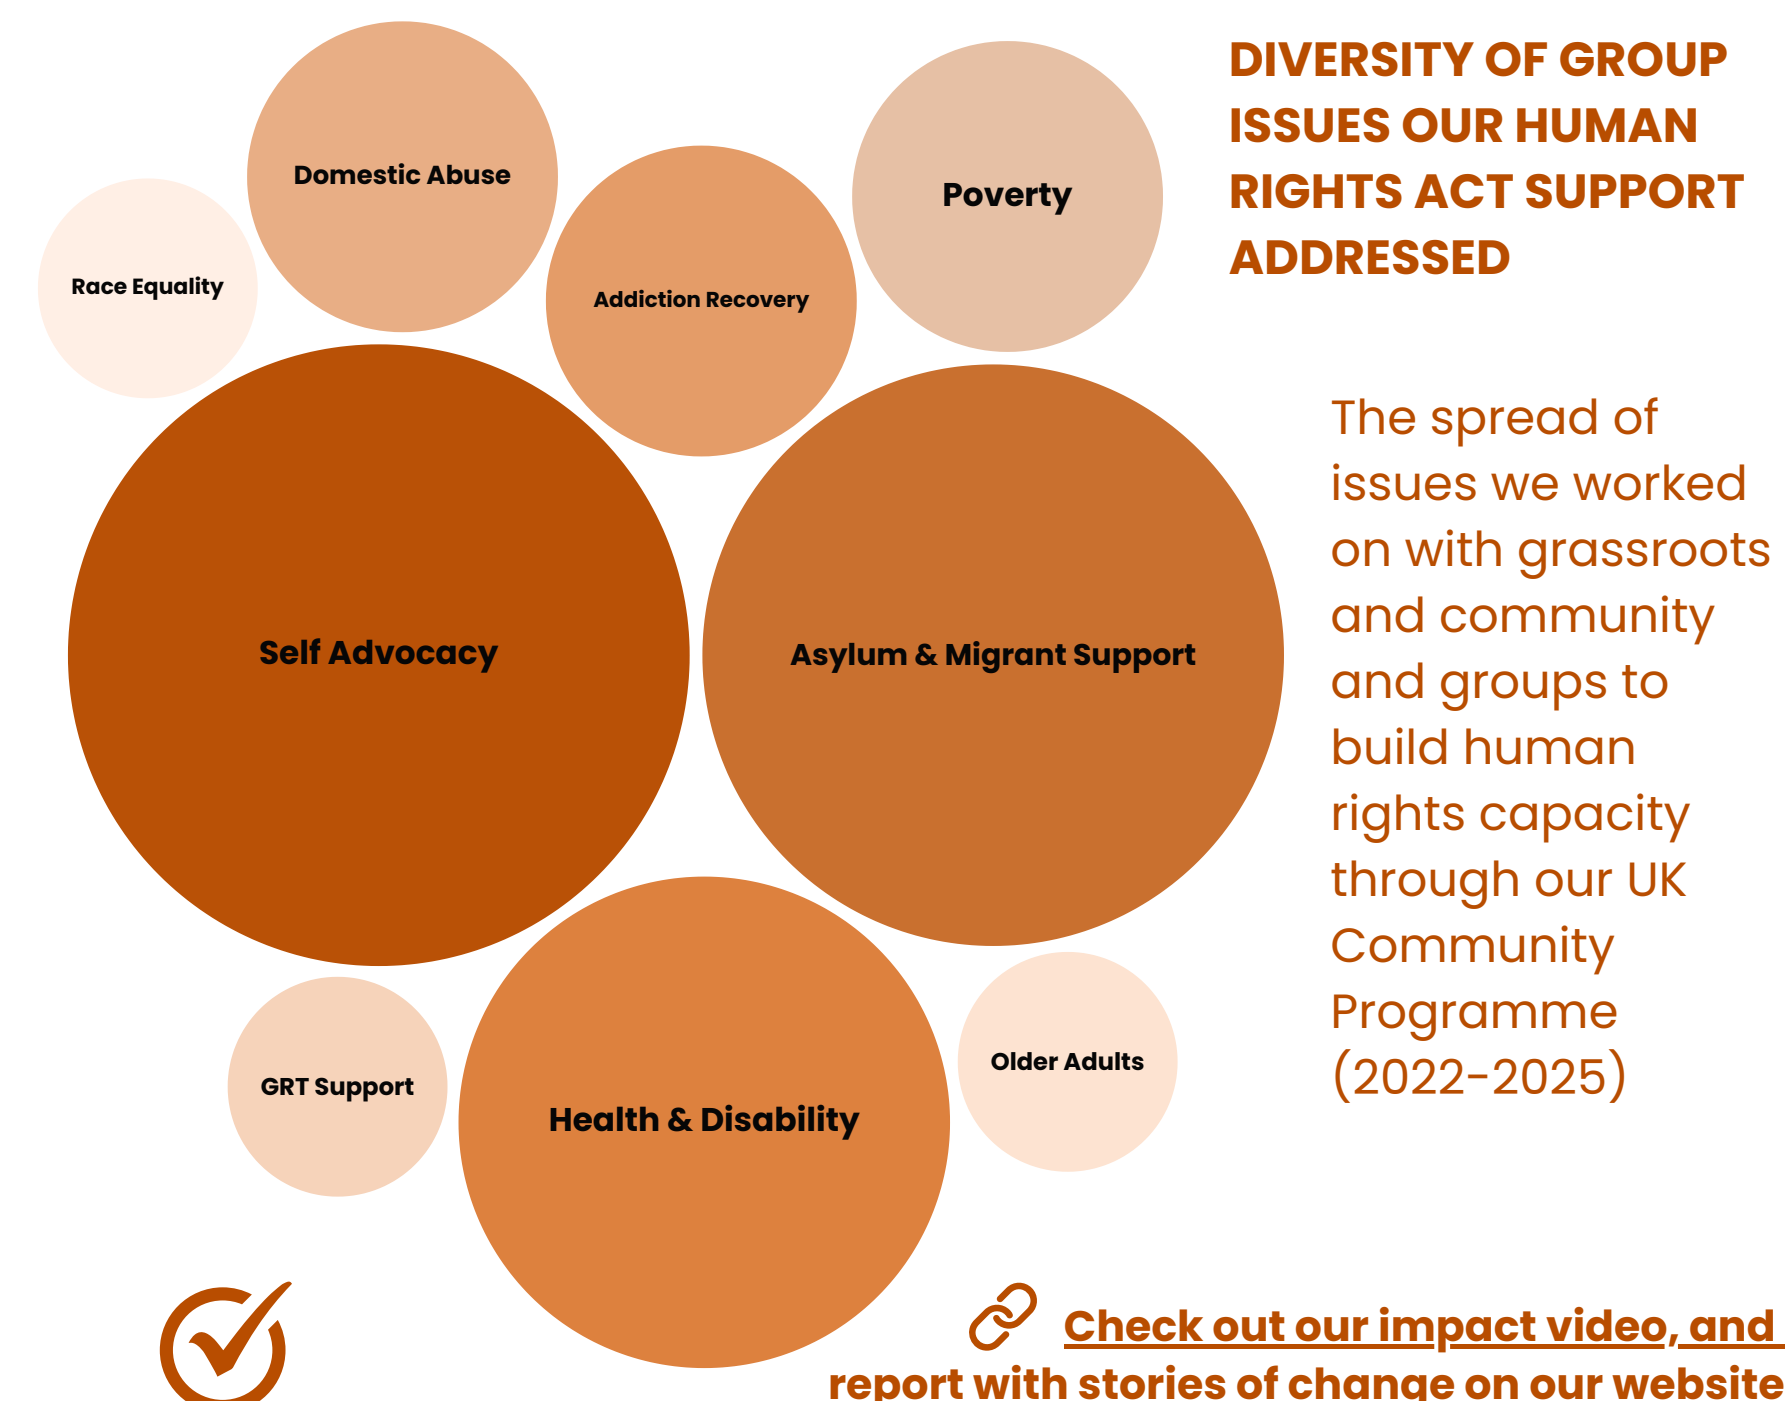 DIVERSITY OF GROUP
ISSUES OUR HUMAN
RIGHTS ACT SUPPORT
ADDRESSED
Domestic Abuse
Poverty
Race Equality
Addiction Recovery
Self Advocacy
Asylum & Migrant Support
GRT Support
Health & Disability
Older Adults
The spread of
issues we worked
on with grassroots
and community
and groups to
build human
rights capacity
through our UK
Community
Programme
(2022-2025)
Check out our impact video, and
report with stories of change on our website